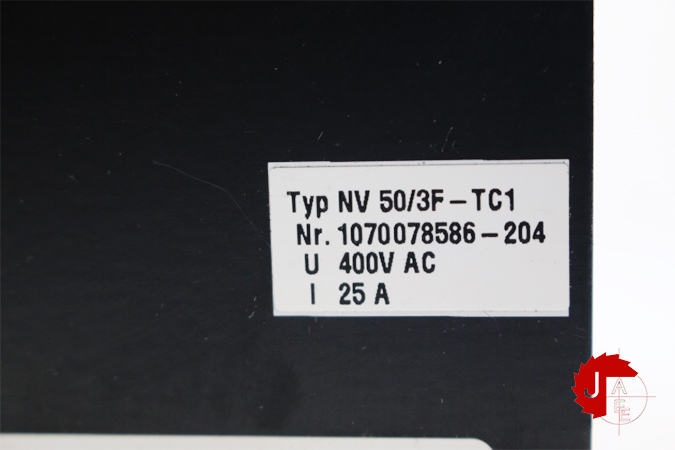 Typ NV 50/3F-TC1
Nr. 1070078586-204
U 400V AC
I 25 A
J
A
E E